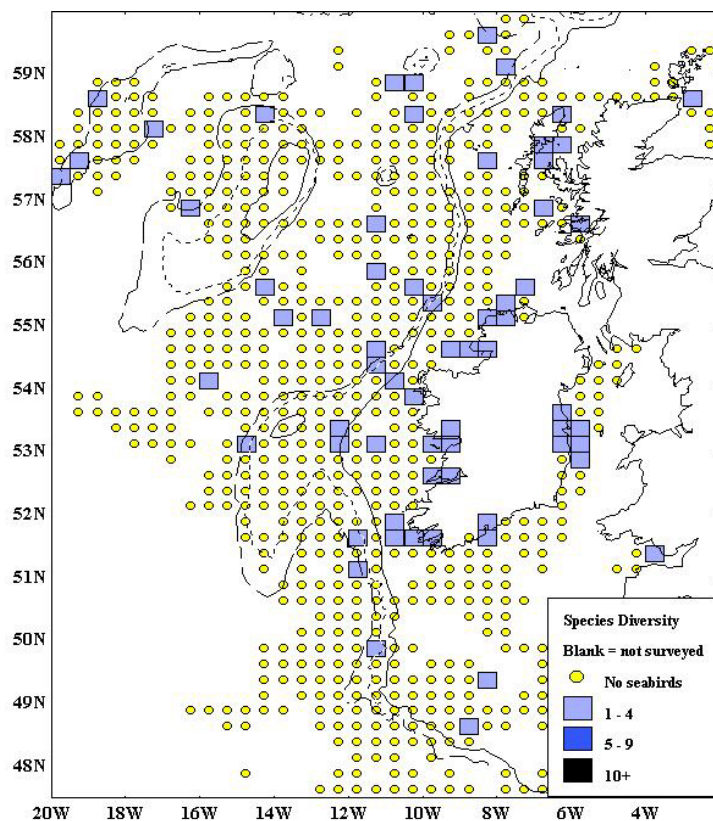 59N
58N
57N
56N
55N
54N
53N
52N
51N
50N
49N
48N
Species Diversity
Blank = not surveyed
No seabirds
1 - 4
5 - 9
10+
20W 18W 16W 14W 12W 10W 8W 6W 4W